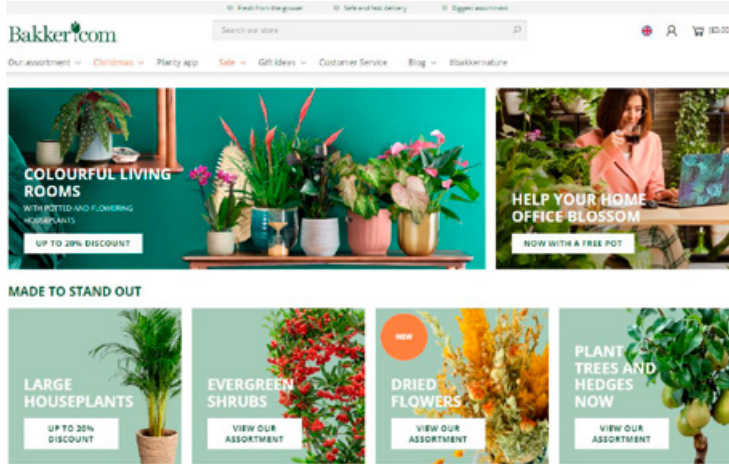 Fresh from the grower Safe and fast delivery Biggest assortment
Bakker.com
Search our store
Our assortment Christmas Planty app Sale Gift ideas Customer Service Blog #bakkernature
COLOURFUL LIVING
ROOMS
WITH POTTED AND FLOWERING
HOUSEPLANTS
UP TO 20% DISCOUNT
HELP YOUR HOME
OFFICE BLOSSOM
NOW WITH A FREE POT
MADE TO STAND OUT
LARGE
HOUSEPLANTS
UP TO 20%
DISCOUNT
EVERGREEN
SHRUBS
VIEW OUR
ASSORTMENT
NEW
DRIED
FLOWERS
VIEW OUR
ASSORTMENT
PLANT
TREES AND
HEDGES
NOW
VIEW OUR
ASSORTMENT